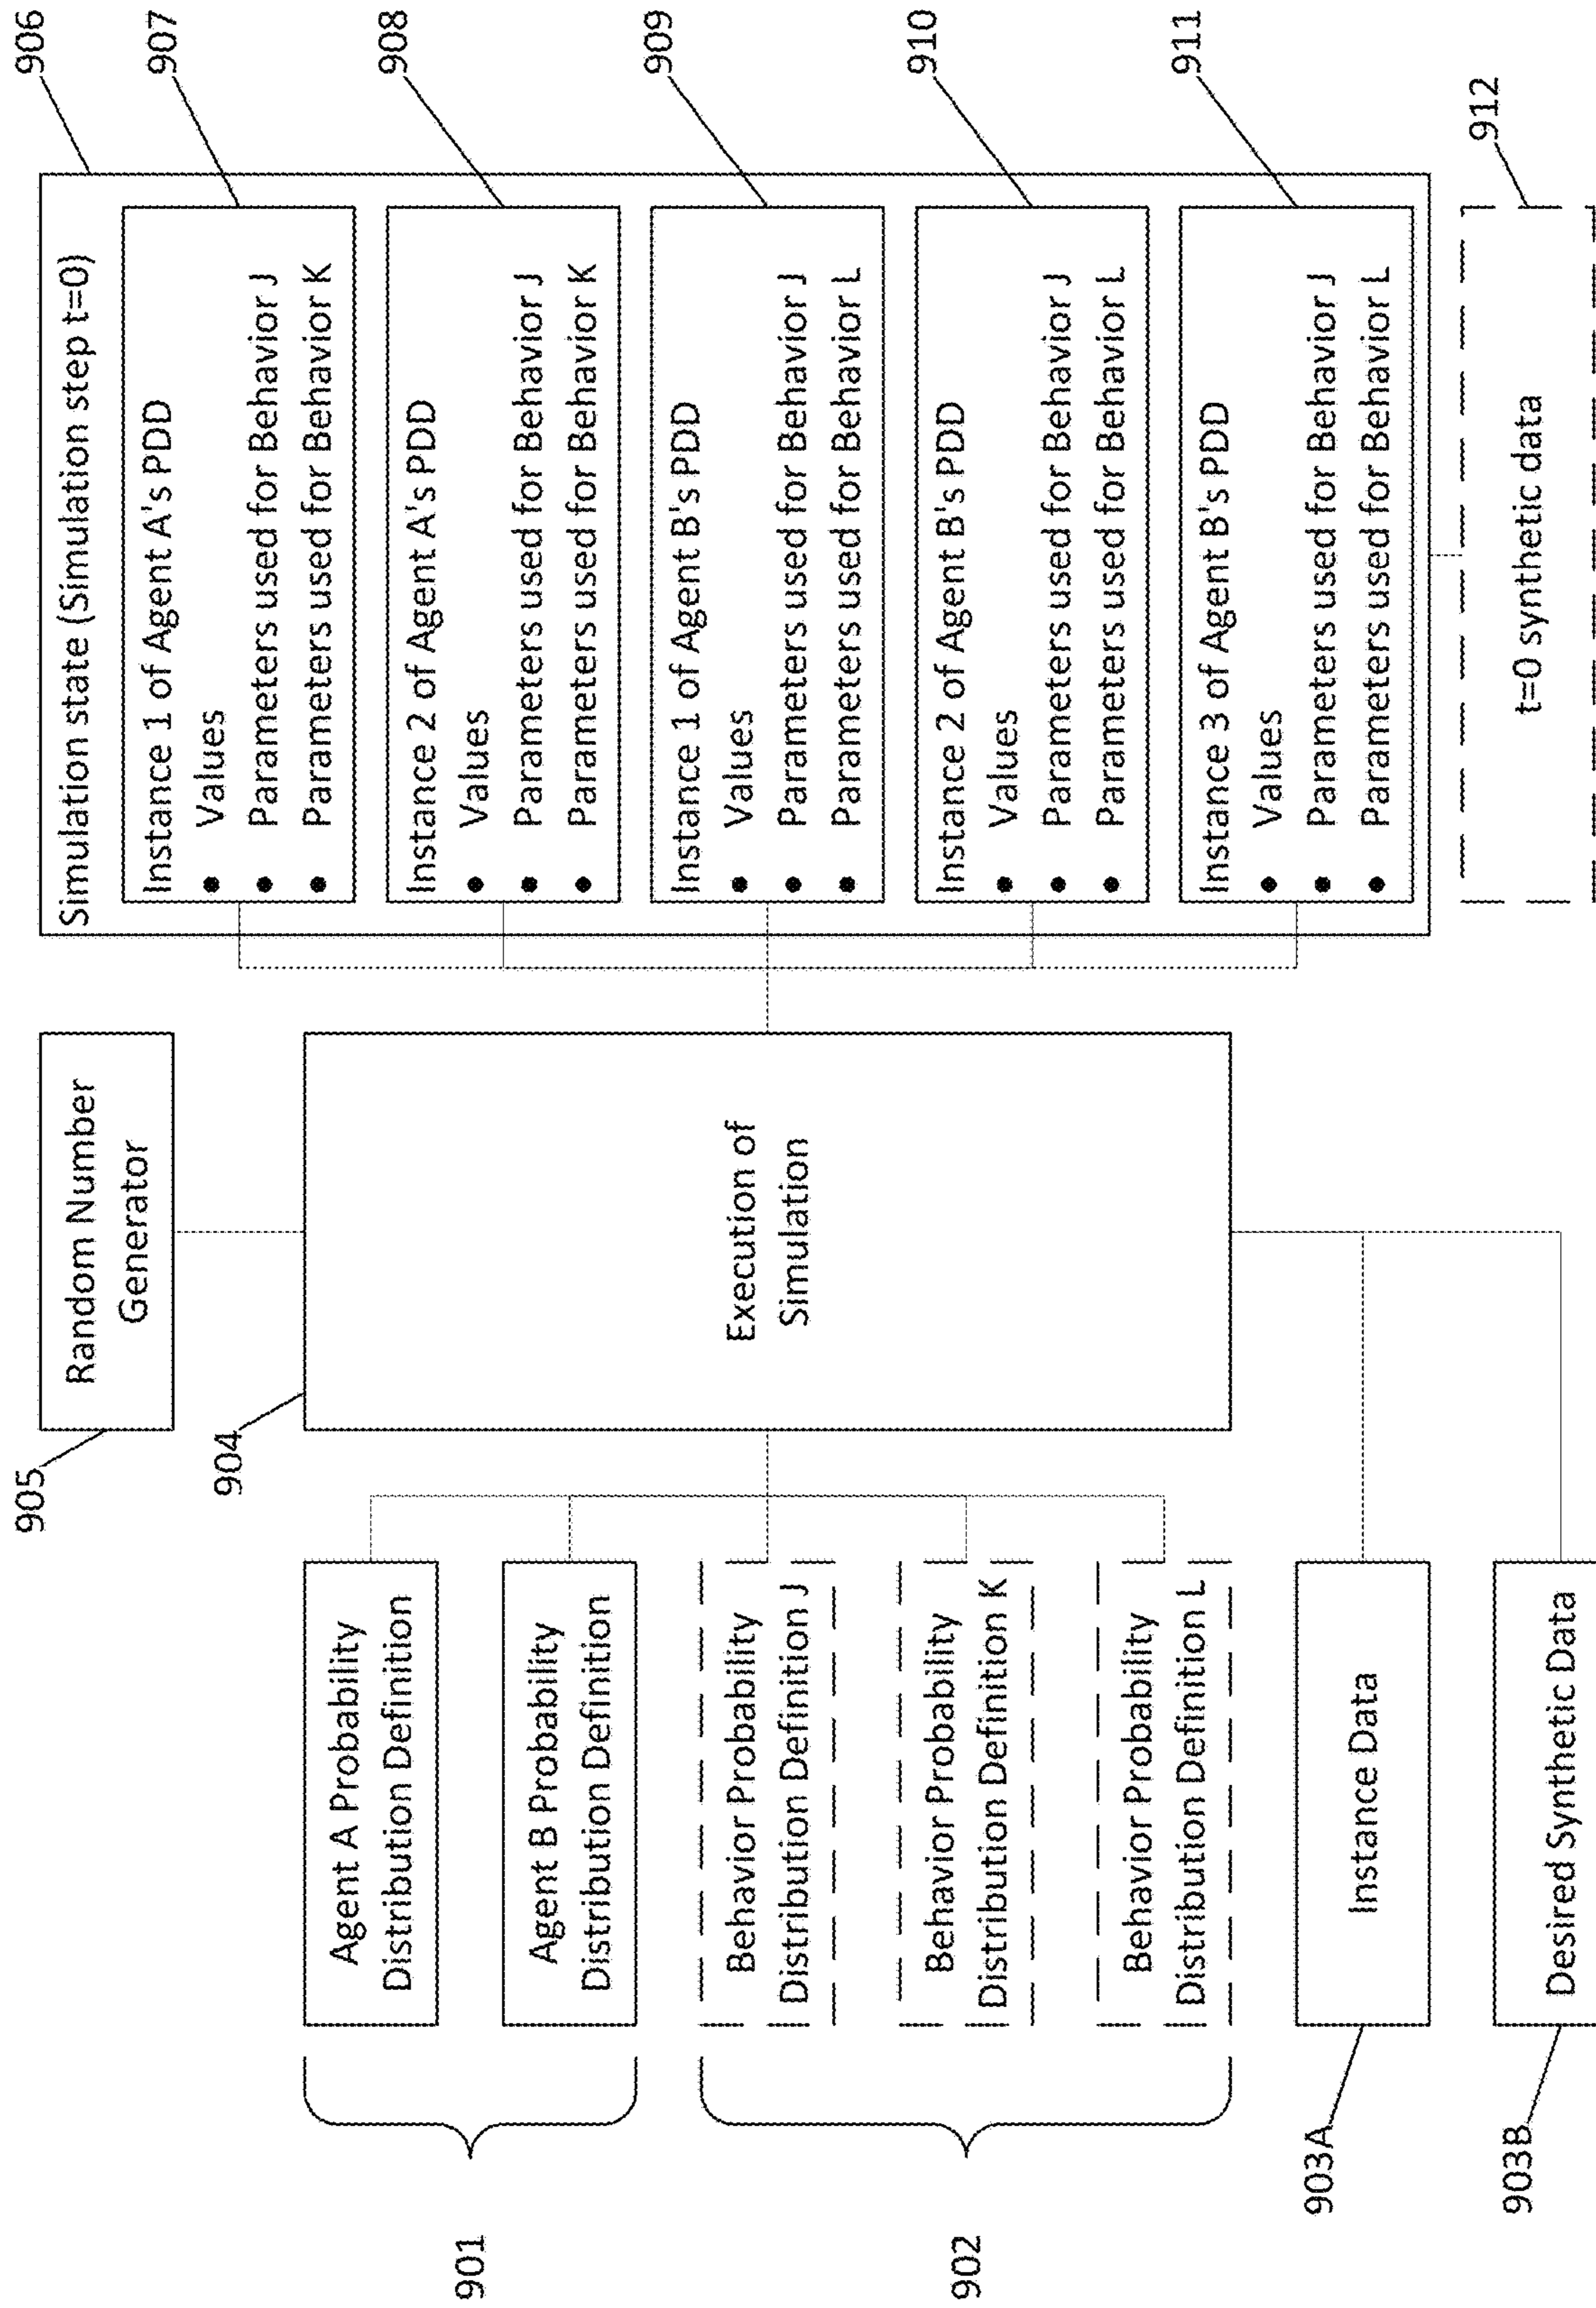 901
902
903A
903B
Agent A Probability
Distribution Definition
Agent B Probability
Distribution Definition
Behavior Probability
Distribution Definition J
Behavior Probability
Distribution Definition K
Behavior Probability
Distribution Definition L
Instance Data
Desired Synthetic Data
905
Random Number
Generator
904
Execution of
Simulation
906
Simulation state (Simulation step t=0)
907
Instance 1 of Agent A's PDD
• Values
• Parameters used for Behavior J
• Parameters used for Behavior K
908
Instance 2 of Agent A's PDD
• Values
• Parameters used for Behavior J
• Parameters used for Behavior K
909
Instance 1 of Agent B's PDD
• Values
• Parameters used for Behavior J
• Parameters used for Behavior L
910
Instance 2 of Agent B's PDD
• Values
• Parameters used for Behavior J
• Parameters used for Behavior L
911
Instance 3 of Agent B's PDD
• Values
• Parameters used for Behavior J
• Parameters used for Behavior L
912
t=0 synthetic data